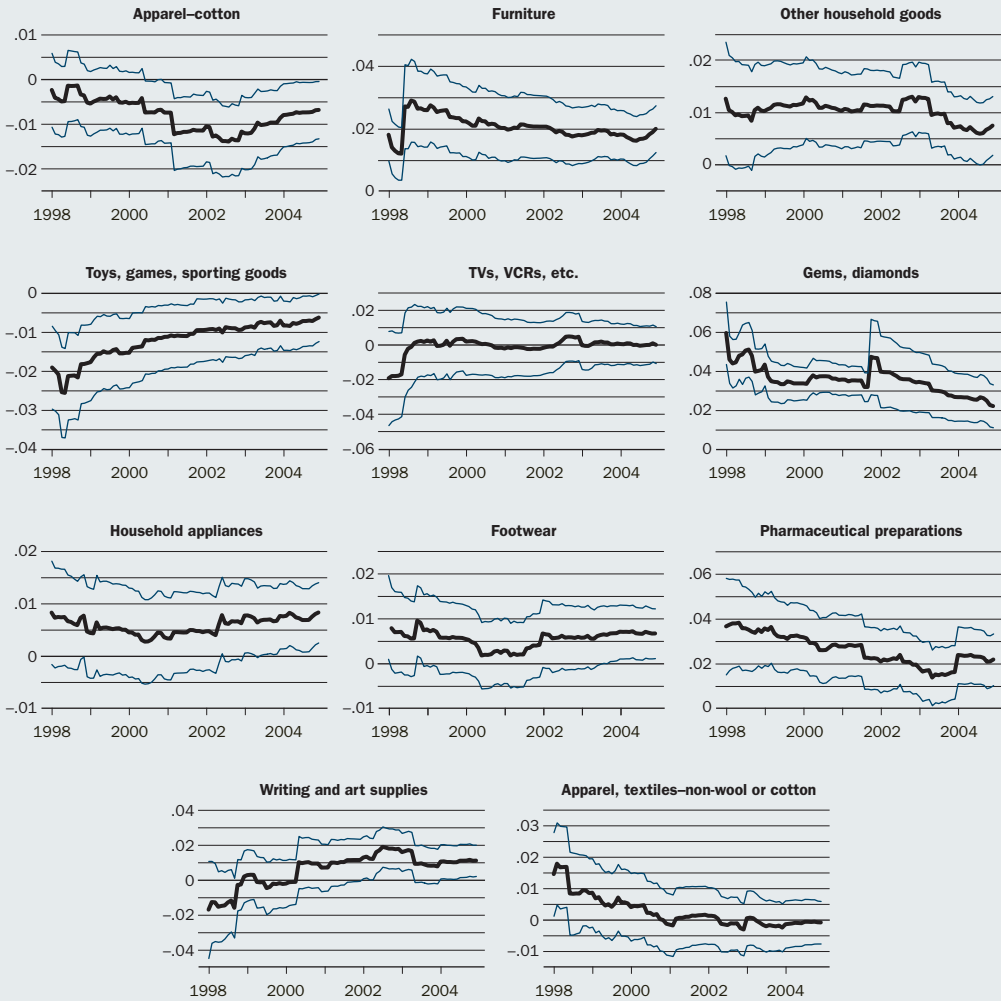 Apparel–cotton
.01
0
–.01
–.02
1998 2000 2002 2004
Furniture
.04
.02
0
1998 2000 2002 2004
Other household goods
.02
.01
0
1998 2000 2002 2004
Toys, games, sporting goods
0
–.01
–.02
–.03
–.04
1998 2000 2002 2004
TVs, VCRs, etc.
.02
0
–.02
–.04
–.06
1998 2000 2002 2004
Gems, diamonds
.08
.06
.04
.02
0
1998 2000 2002 2004
Household appliances
.02
.01
0
–.01
1998 2000 2002 2004
Footwear
.02
.01
0
–.01
1998 2000 2002 2004
Pharmaceutical preparations
.06
.04
.02
0
1998 2000 2002 2004
Writing and art supplies
.04
.02
0
–.02
–.04
1998 2000 2002 2004
Apparel, textiles–non-wool or cotton
.03
.02
.01
0
–.01
1998 2000 2002 2004